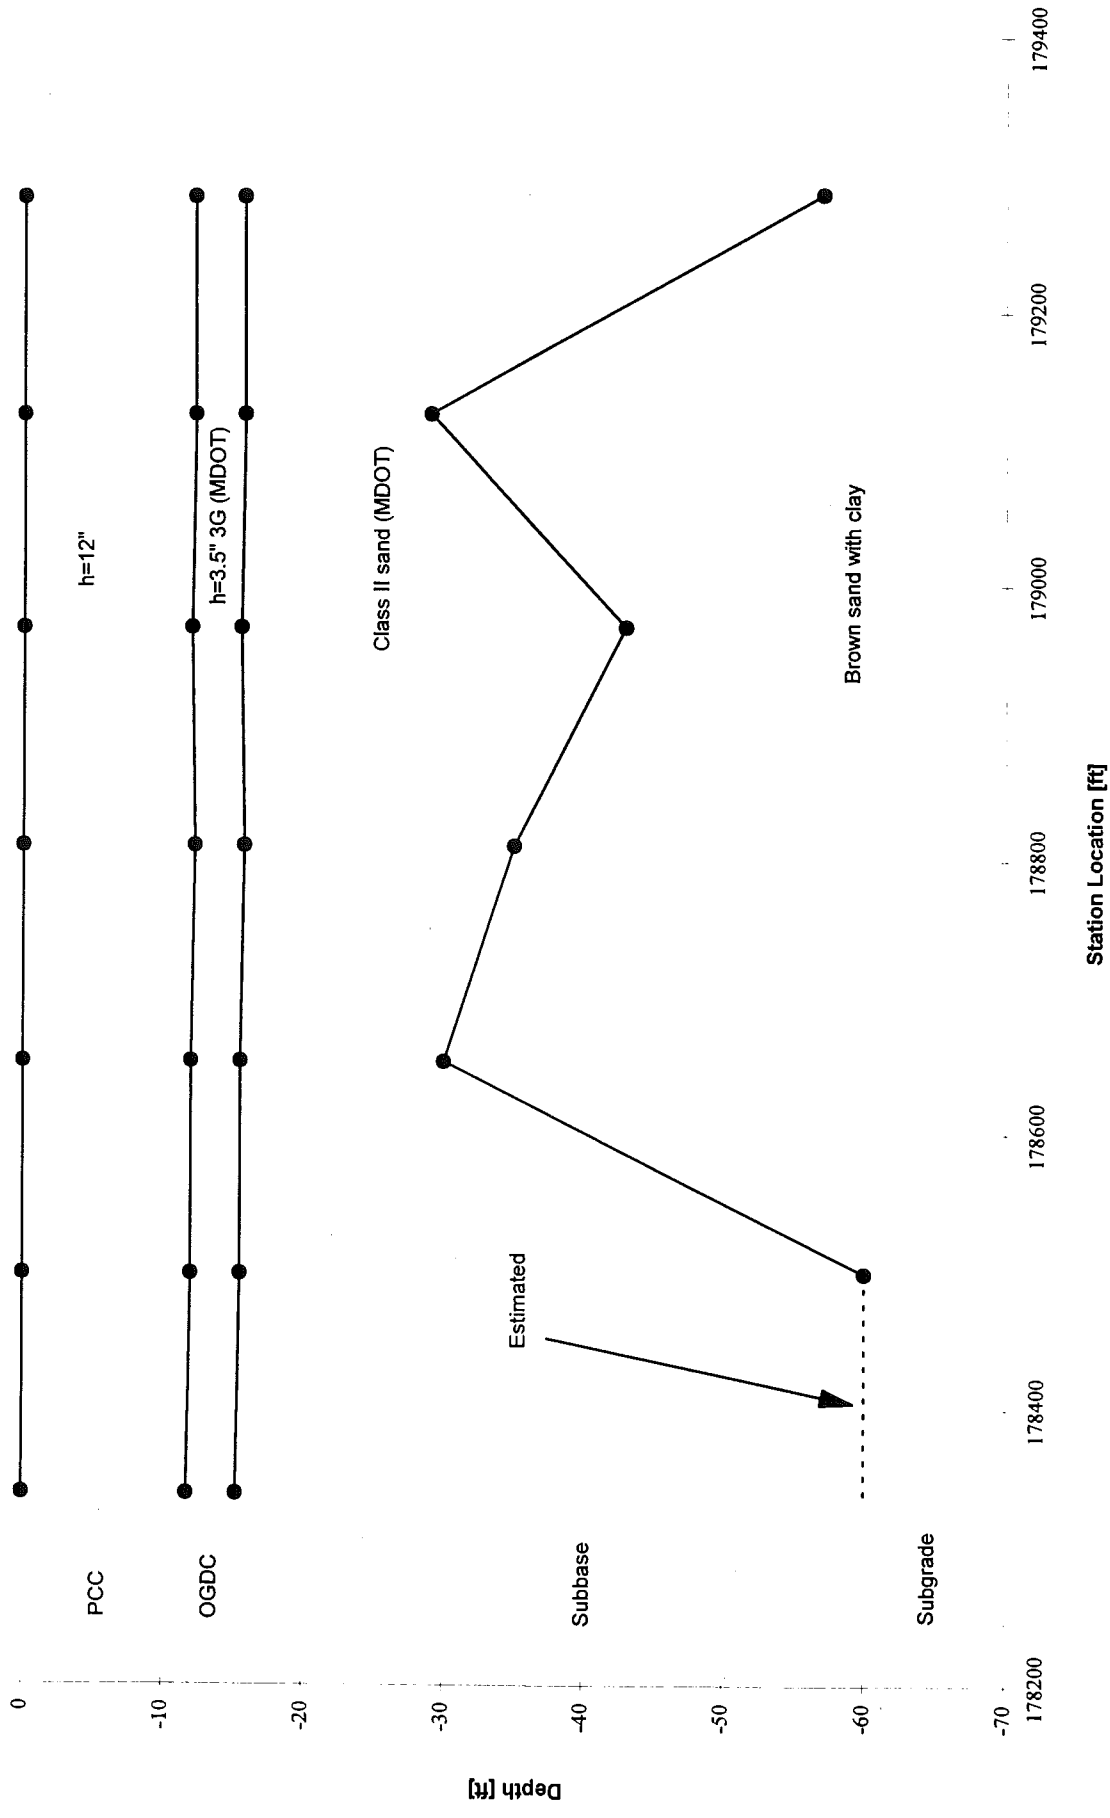 0
-10
-20
-30
-40
-50
-60
-70
Depth [ft]
PCC
OGDC
Subbase
Subgrade
h=12"
h=3.5" 3G (MDOT)
Class II sand (MDOT)
Estimated
Brown sand with clay
178200
178400
178600
178800
179000
179200
179400
Station Location [ft]